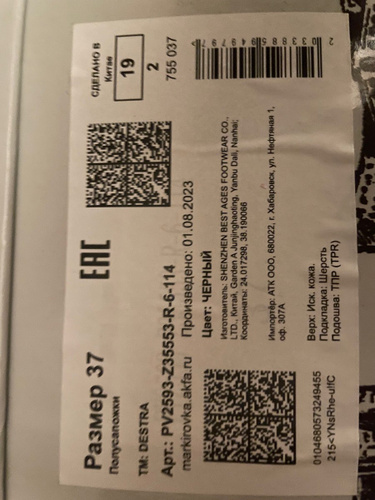 Размер 37
Полусапожки
ТМ: DESTRA
Арт.: PV2593-Z35553-R-6-114
markirovka.akfa.ru Произведено: 01.08.2023
Цвет: ЧЕРНЫЙ
EAC
СДЕЛАНО В
Китае
19
2
755 037
Изготовитель: SHENZHEN BEST AGES FOOTWEAR CO.,
LTD., Китай, Garden A Junjinghaoting, Yanbu Dali, Nanhai;
Координаты: 24.017298, 38.190066
Импортёр: АТК ООО, 680022, г. Хабаровск, ул. Нефтяная 1,
оф. 307А
Верх: Иск. кожа.
Подкладка: Шерсть
Подошва: ТПР (TPR)
0104680573249455
215<YNsRhe-u!fC